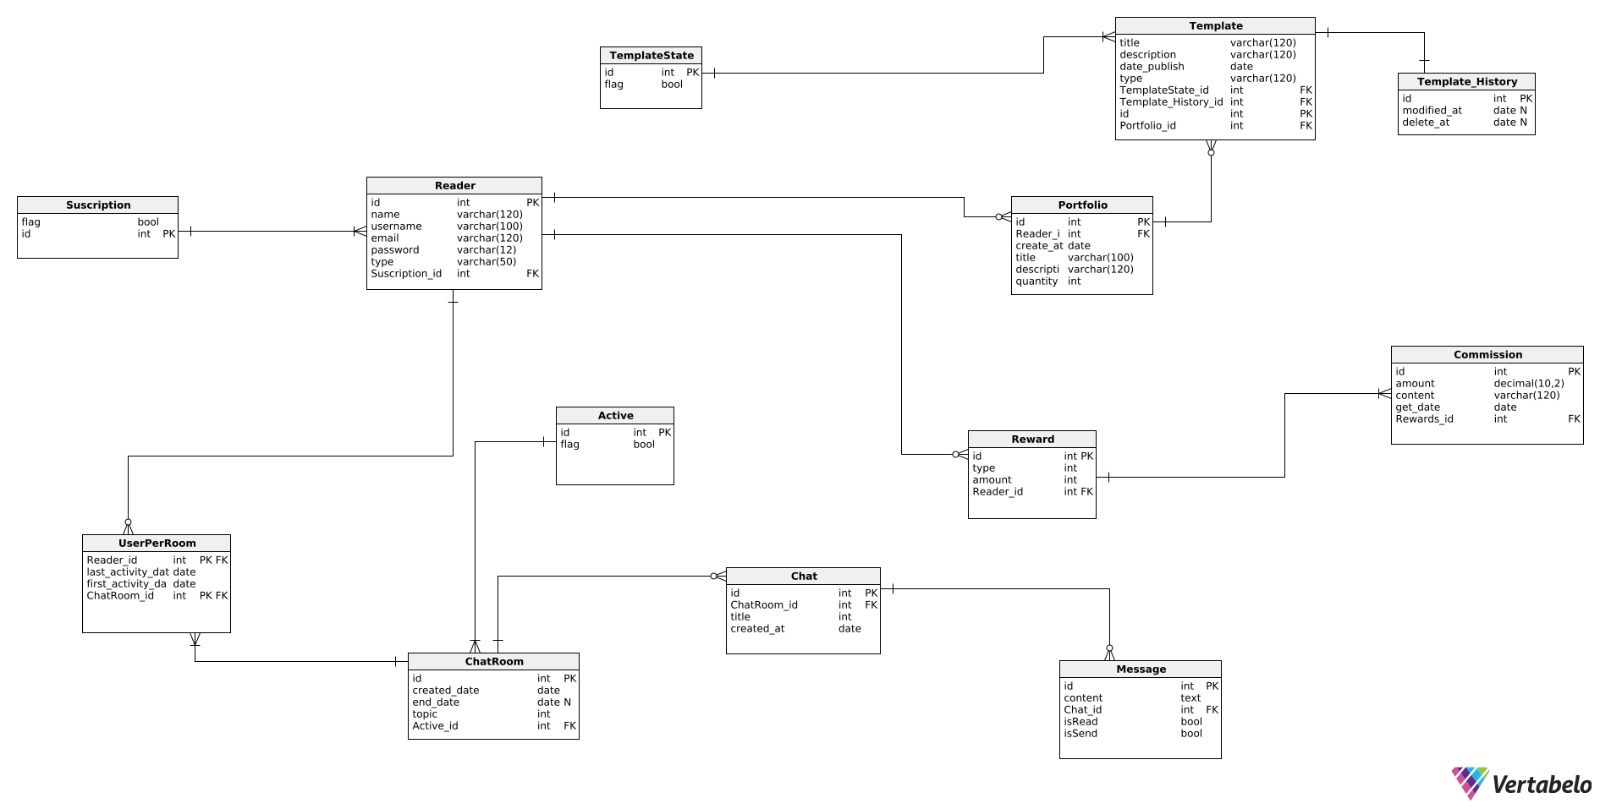 Template
title varchar(120)
description varchar(120)
date_publish date
type varchar(120)
TemplateState_id int FK
Template_History_id int FK
id int PK
Portfolio_id int FK
TemplateState
id int PK
flag bool
Template_History
id int PK
modified_at date N
delete_at date N
Reader
id int PK
name varchar(120)
username varchar(100)
email varchar(120)
password varchar(12)
type varchar(50)
Suscription_id int FK
Suscription
flag bool
id int PK
Portfolio
id int PK
Reader_i int FK
create_at date
title varchar(100)
descripti varchar(120)
quantity int
Commission
id int PK
amount decimal(10,2)
content varchar(120)
get_date date
Rewards_id int FK
Active
id int PK
flag bool
Reward
id int PK
type int
amount int
Reader_id int FK
UserPerRoom
Reader_id int PK FK
last_activity_dat date
first_activity_da date
ChatRoom_id int PK FK
Chat
id int PK
ChatRoom_id int FK
title int
created_at date
ChatRoom
id int PK
created_date date
end_date date N
topic int
Active_id int FK
Message
id int PK
content text
Chat_id int FK
isRead bool
isSend bool
Vertabelo